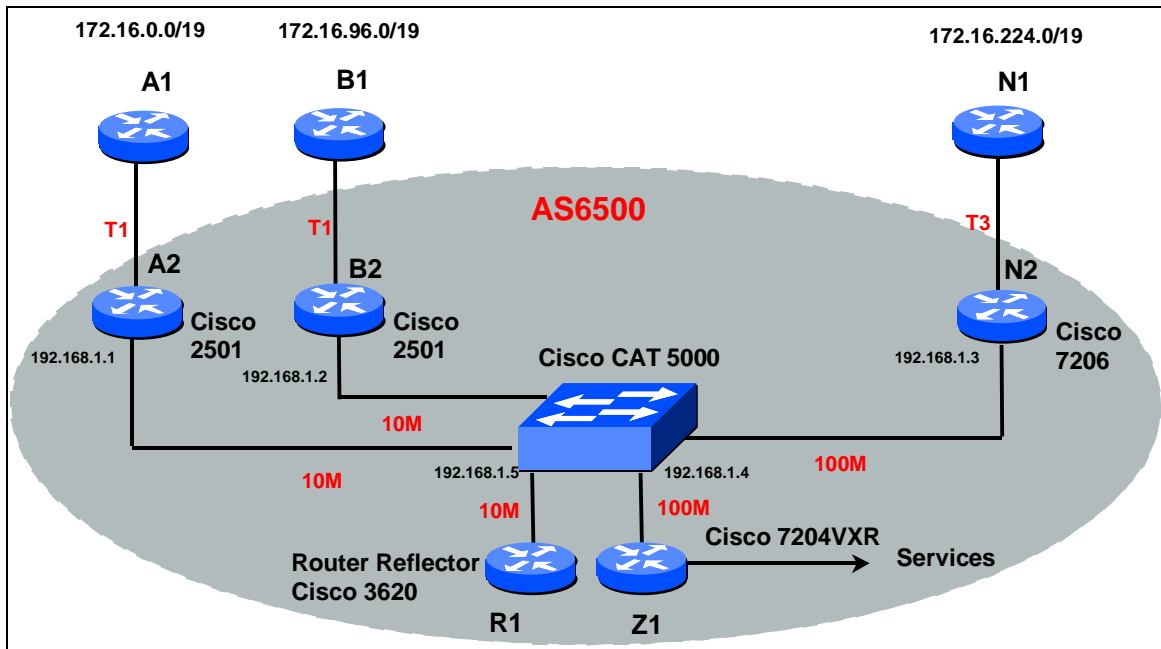 172.16.0.0/19
172.16.96.0/19
172.16.224.0/19
A1
B1
N1
AS6500
T1
T1
T3
A2
B2
N2
Cisco
2501
Cisco
2501
Cisco
7206
192.168.1.1
192.168.1.2
192.168.1.3
Cisco CAT 5000
10M
10M
100M
192.168.1.5
192.168.1.4
10M
100M
Cisco 7204VXR
Services
Router Reflector
Cisco 3620
R1
Z1